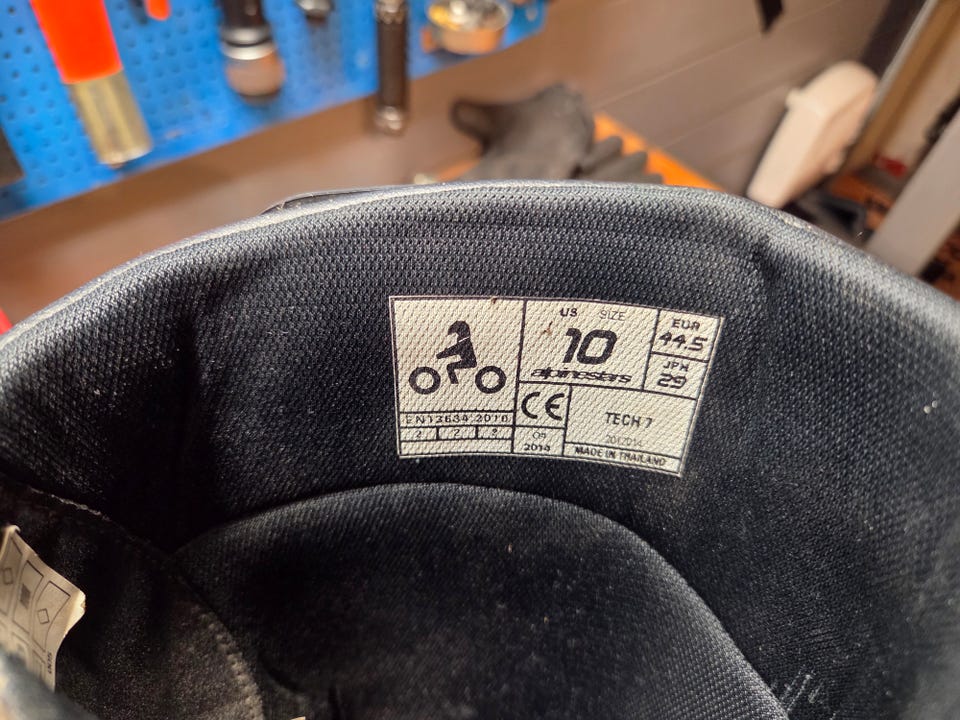 US SIZE
10
alpinestars
EUR
44.5
JPN
29
EN13634:2010
2 2 2
CE
09
2014
TECH 7
2012014
MADE IN THAILAND